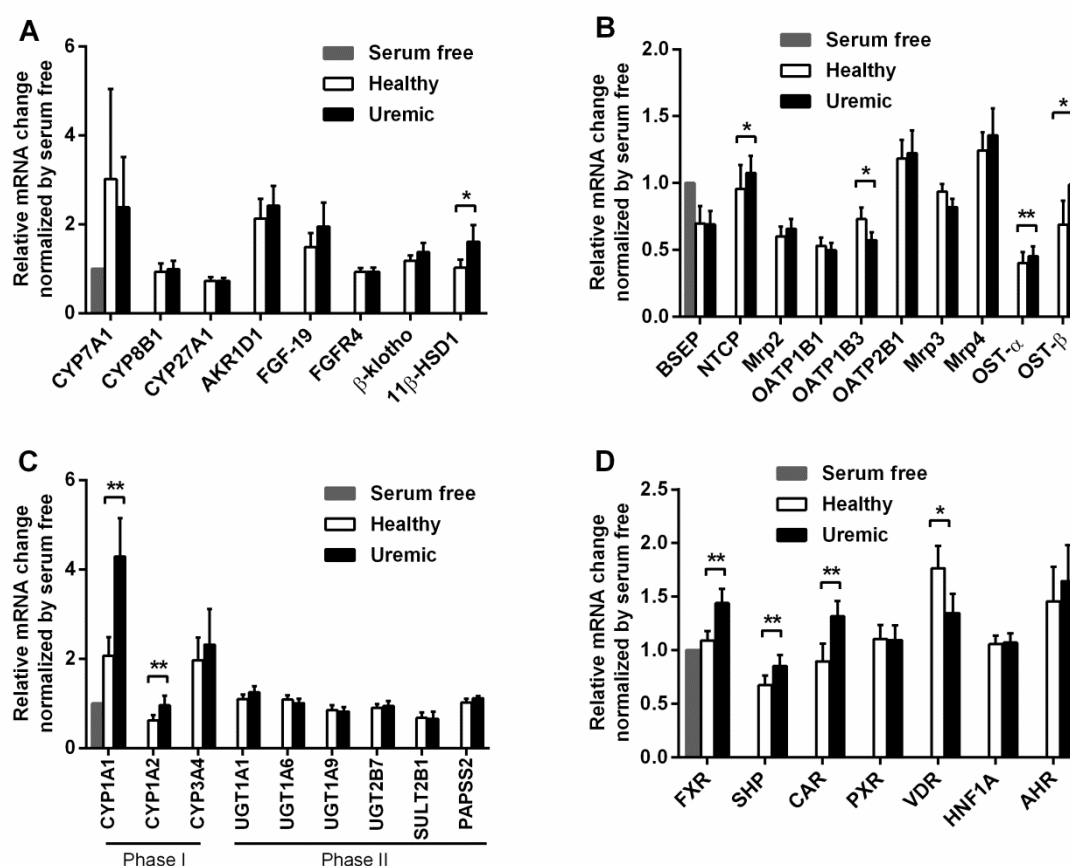 A
Relative mRNA change
normalized by serum free
6
4
2
0
Serum free
Healthy
Uremic
*
CYP7A1
CYP8B1
CYP27A1
AKR1D1
FGF-19
FGFR4
β-klotho
11β-HSD1
B
Relative mRNA change
normalized by serum free
2.0
1.5
1.0
0.5
0.0
Serum free
Healthy
Uremic
*
*
**
*
BSEP
NTCP
Mrp2
OATP1B1
OATP1B3
OATP2B1
Mrp3
Mrp4
OST-α
OST-β
C
Relative mRNA change
normalized by serum free
6
4
2
0
Serum free
Healthy
Uremic
**
**
CYP1A1
CYP1A2
CYP3A4
UGT1A1
UGT1A6
UGT1A9
UGT2B7
SULT2B1
PAPSS2
Phase I
Phase II
D
Relative mRNA change
normalized by serum free
2.5
2.0
1.5
1.0
0.5
0.0
Serum free
Healthy
Uremic
**
**
**
*
FXR
SHP
CAR
PXR
VDR
HNF1A
AHR